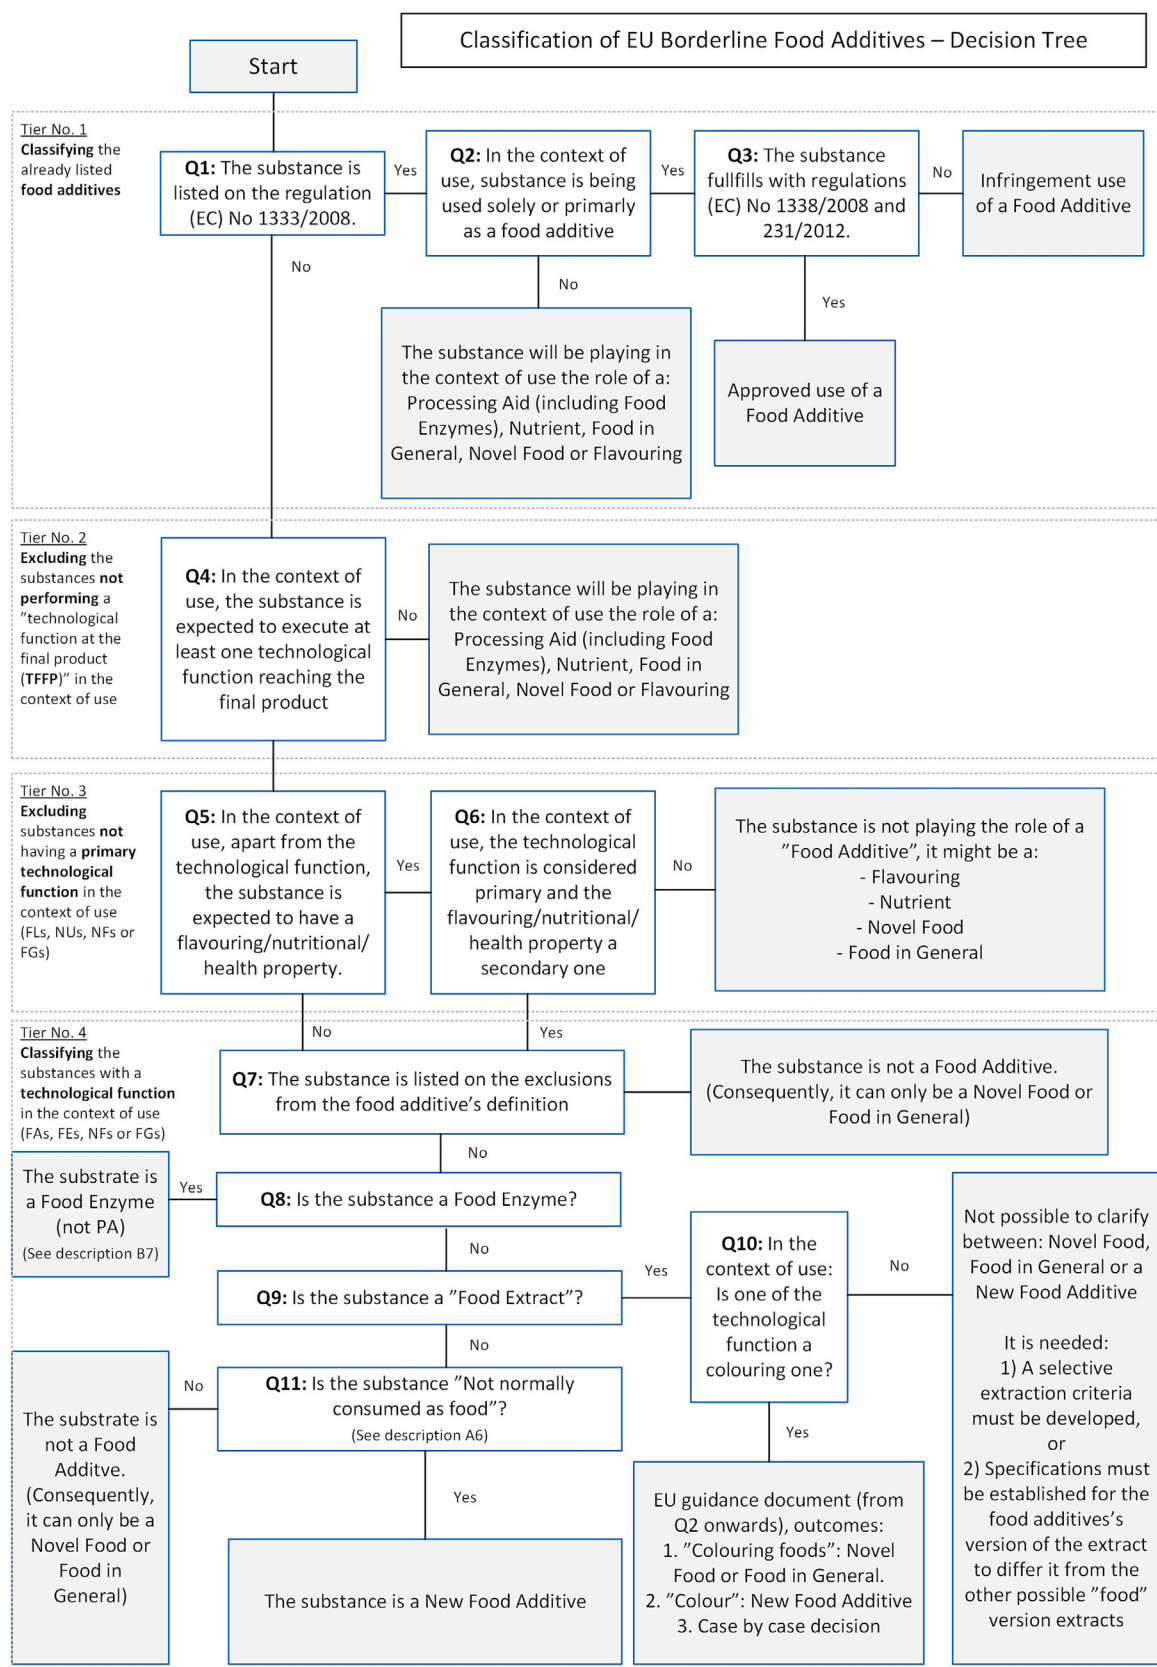 Classification of EU Borderline Food Additives – Decision Tree
Start
Tier No. 1
Classifying the
already listed
food additives
Q1: The substance is
listed on the regulation
(EC) No 1333/2008.
Yes
Q2: In the context of
use, substance is being
used solely or primarly
as a food additive
Yes
Q3: The substance
fullfills with regulations
(EC) No 1338/2008 and
231/2012.
No
Infringement use
of a Food Additive
No
No
Yes
The substance will be playing in
the context of use the role of a:
Processing Aid (including Food
Enzymes), Nutrient, Food in
General, Novel Food or Flavouring
Approved use of a
Food Additive
Tier No. 2
Excluding the
substances not
performing a
”technological
function at the
final product
(TFFP)” in the
context of use
Q4: In the context of
use, the substance is
expected to execute at
least one technological
function reaching the
final product
No
The substance will be playing in
the context of use the role of a:
Processing Aid (including Food
Enzymes), Nutrient, Food in
General, Novel Food or Flavouring
Tier No. 3
Excluding
substances not
having a primary
technological
function in the
context of use
(FLs, NUs, NFs or
FGs)
Q5: In the context of
use, apart from the
technological function,
the substance is
expected to have a
flavouring/nutritional/
health property.
Yes
Q6: In the context of
use, the technological
function is considered
primary and the
flavouring/nutritional/
health property a
secondary one
No
The substance is not playing the role of a
”Food Additive”, it might be a:
- Flavouring
- Nutrient
- Novel Food
- Food in General
No
Yes
Tier No. 4
Classifying the
substances with a
technological function
in the context of use
(FAs, FEs, NFs or FGs)
Q7: The substance is listed on the exclusions
from the food additive’s definition
The substance is not a Food Additive.
(Consequently, it can only be a Novel Food or
Food in General)
No
The substrate is
a Food Enzyme
(not PA)
(See description B7)
Yes
Q8: Is the substance a Food Enzyme?
No
Q9: Is the substance a ”Food Extract”?
Yes
Q10: In the
context of use:
Is one of the
technological
function a
colouring one?
No
Not possible to clarify
between: Novel Food,
Food in General or a
New Food Additive
It is needed:
1) A selective
extraction criteria
must be developed,
or
2) Specifications must
be established for the
food additives’s
version of the extract
to differ it from the
other possible ”food”
version extracts
No
The substrate is
not a Food
Additve.
(Consequently,
it can only be a
Novel Food or
Food in
General)
No
Q11: Is the substance ”Not normally
consumed as food”?
(See description A6)
Yes
Yes
The substance is a New Food Additive
EU guidance document (from
Q2 onwards), outcomes:
1. ”Colouring foods”: Novel
Food or Food in General.
2. ”Colour”: New Food Additive
3. Case by case decision